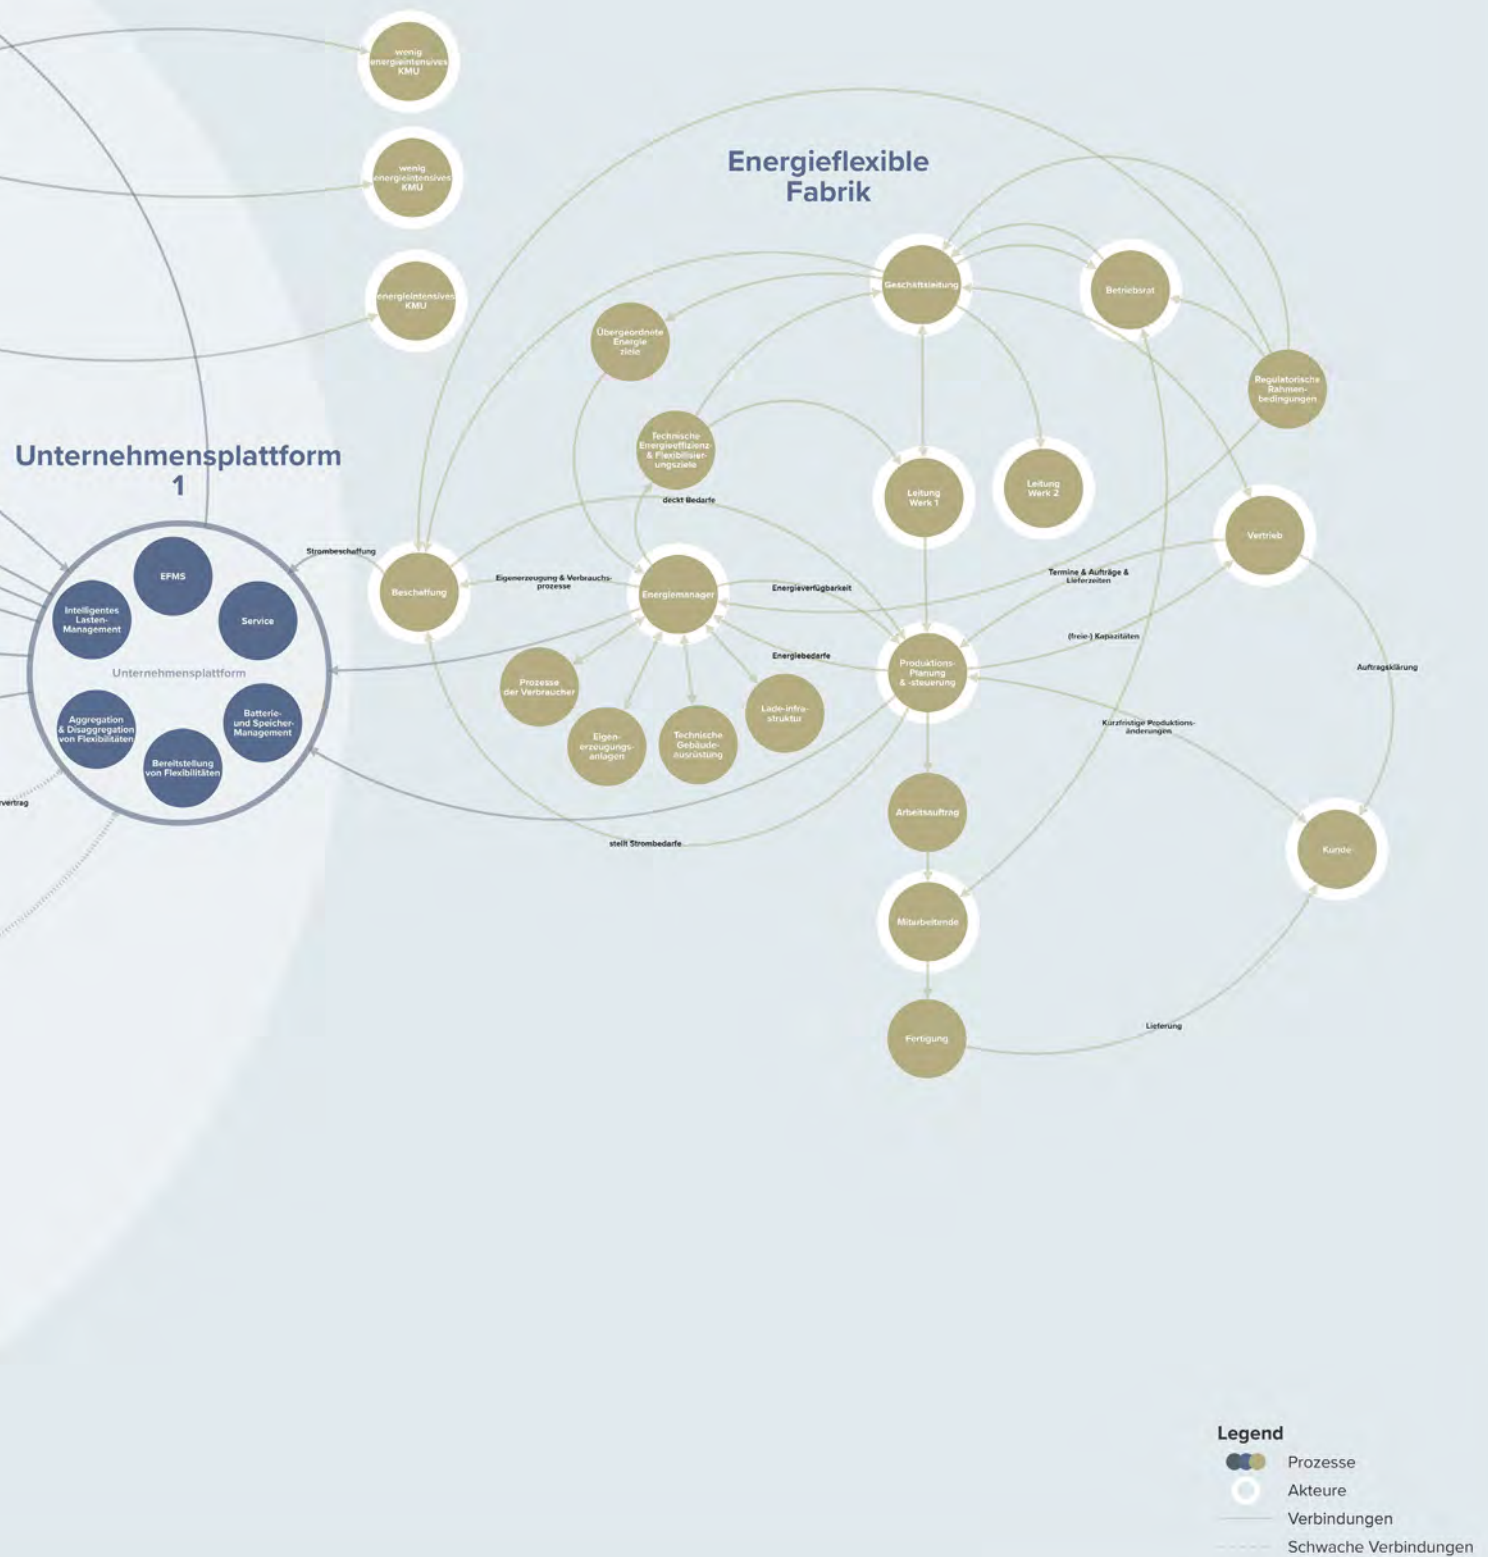 wenig
energieintensives
KMU
wenig
energieintensives
KMU
energieintensives
KMU
Energieflexible
Fabrik
Geschäftsleitung
Betriebsrat
Übergeordnete
Energie
ziele
Regulatorische
Rahmen-
bedingungen
Technische
Energieeffizienz-
& Flexibilisier-
ungsziele
Leitung
Werk 1
Leitung
Werk 2
Vertrieb
Unternehmensplattform
1
deckt Bedarfe
Strombeschaffung
EFMS
Intelligentes
Lasten-
Management
Service
Unternehmensplattform
Aggregation
& Disaggregation
von Flexibilitäten
Batterie-
und Speicher-
Management
Bereitstellung
von Flexibilitäten
vertrag
Beschaffung
Eigenerzeugung & Verbrauchs-
prozesse
Energiemanager
Energieverfügbarkeit
Termine & Aufträge &
Lieferzeiten
(freie-) Kapazitäten
Energiebedarfe
Produktions-
Planung
& -steuerung
Auftragsklärung
Prozesse
der Verbraucher
Eigen-
erzeugungs-
anlagen
Technische
Gebäude-
ausrüstung
Lade-infra-
struktur
Kurzfristige Produktions-
änderungen
Arbeitsauftrag
stellt Strombedarfe
Kunde
Mitarbeitende
Fertigung
Lieferung
Legend
Prozesse
Akteure
Verbindungen
Schwache Verbindungen